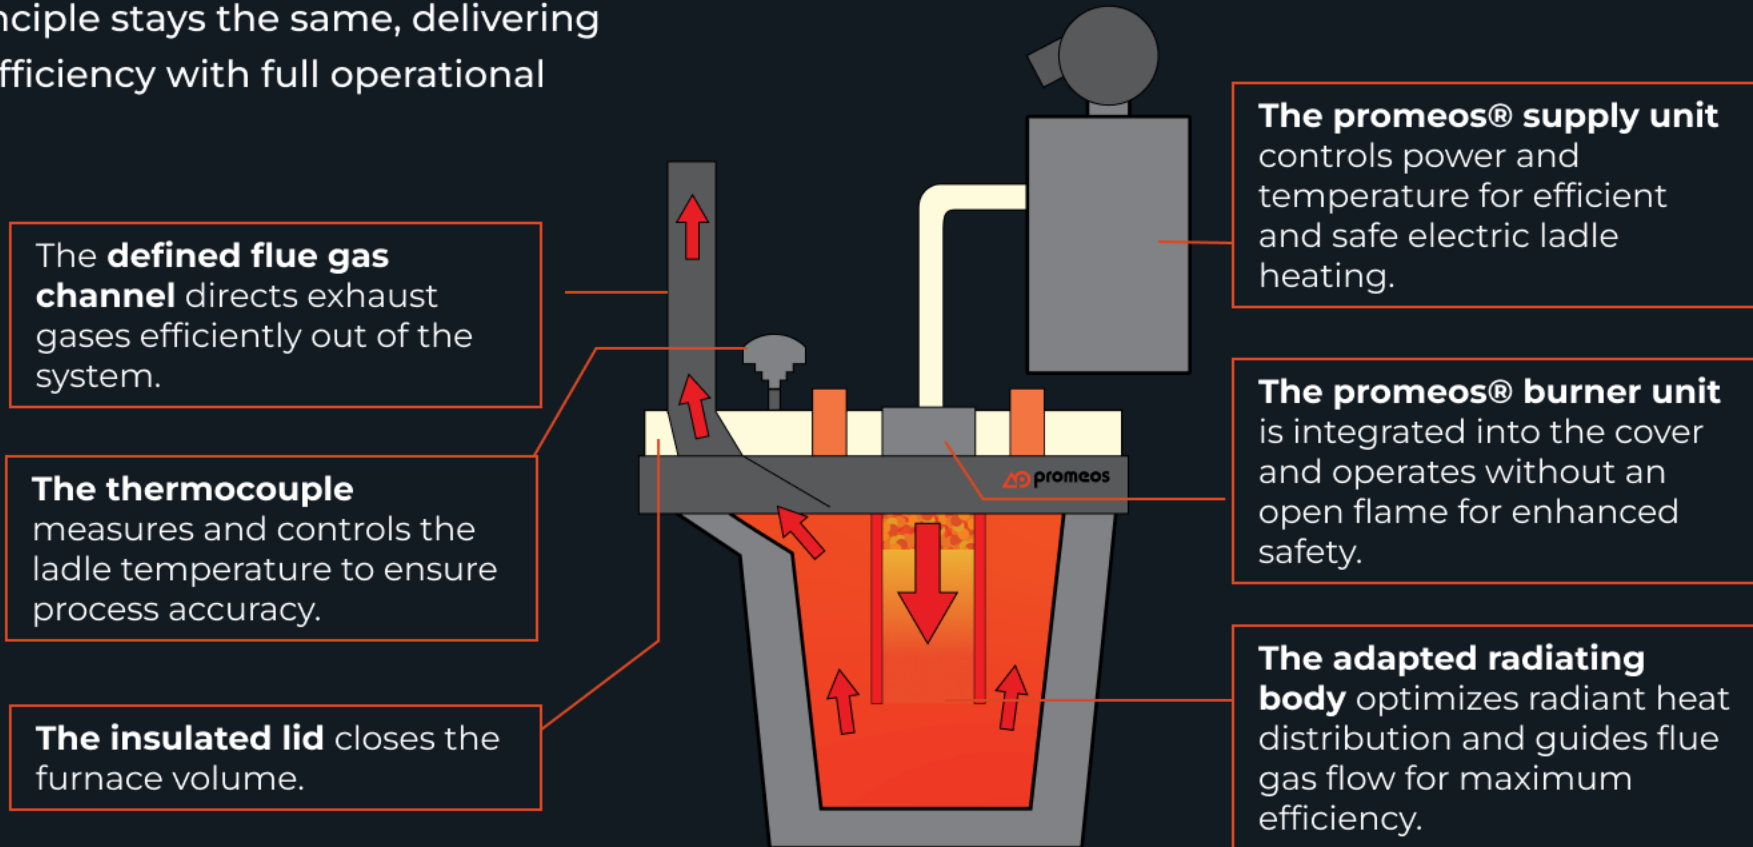 nciple stays the same, delivering
fficiency with full operational
The defined flue gas
channel directs exhaust
gases efficiently out of the
system.
The thermocouple
measures and controls the
ladle temperature to ensure
process accuracy.
The insulated lid closes the
furnace volume.
promeos
The promeos® supply unit
controls power and
temperature for efficient
and safe electric ladle
heating.
The promeos® burner unit
is integrated into the cover
and operates without an
open flame for enhanced
safety.
The adapted radiating
body optimizes radiant heat
distribution and guides flue
gas flow for maximum
efficiency.